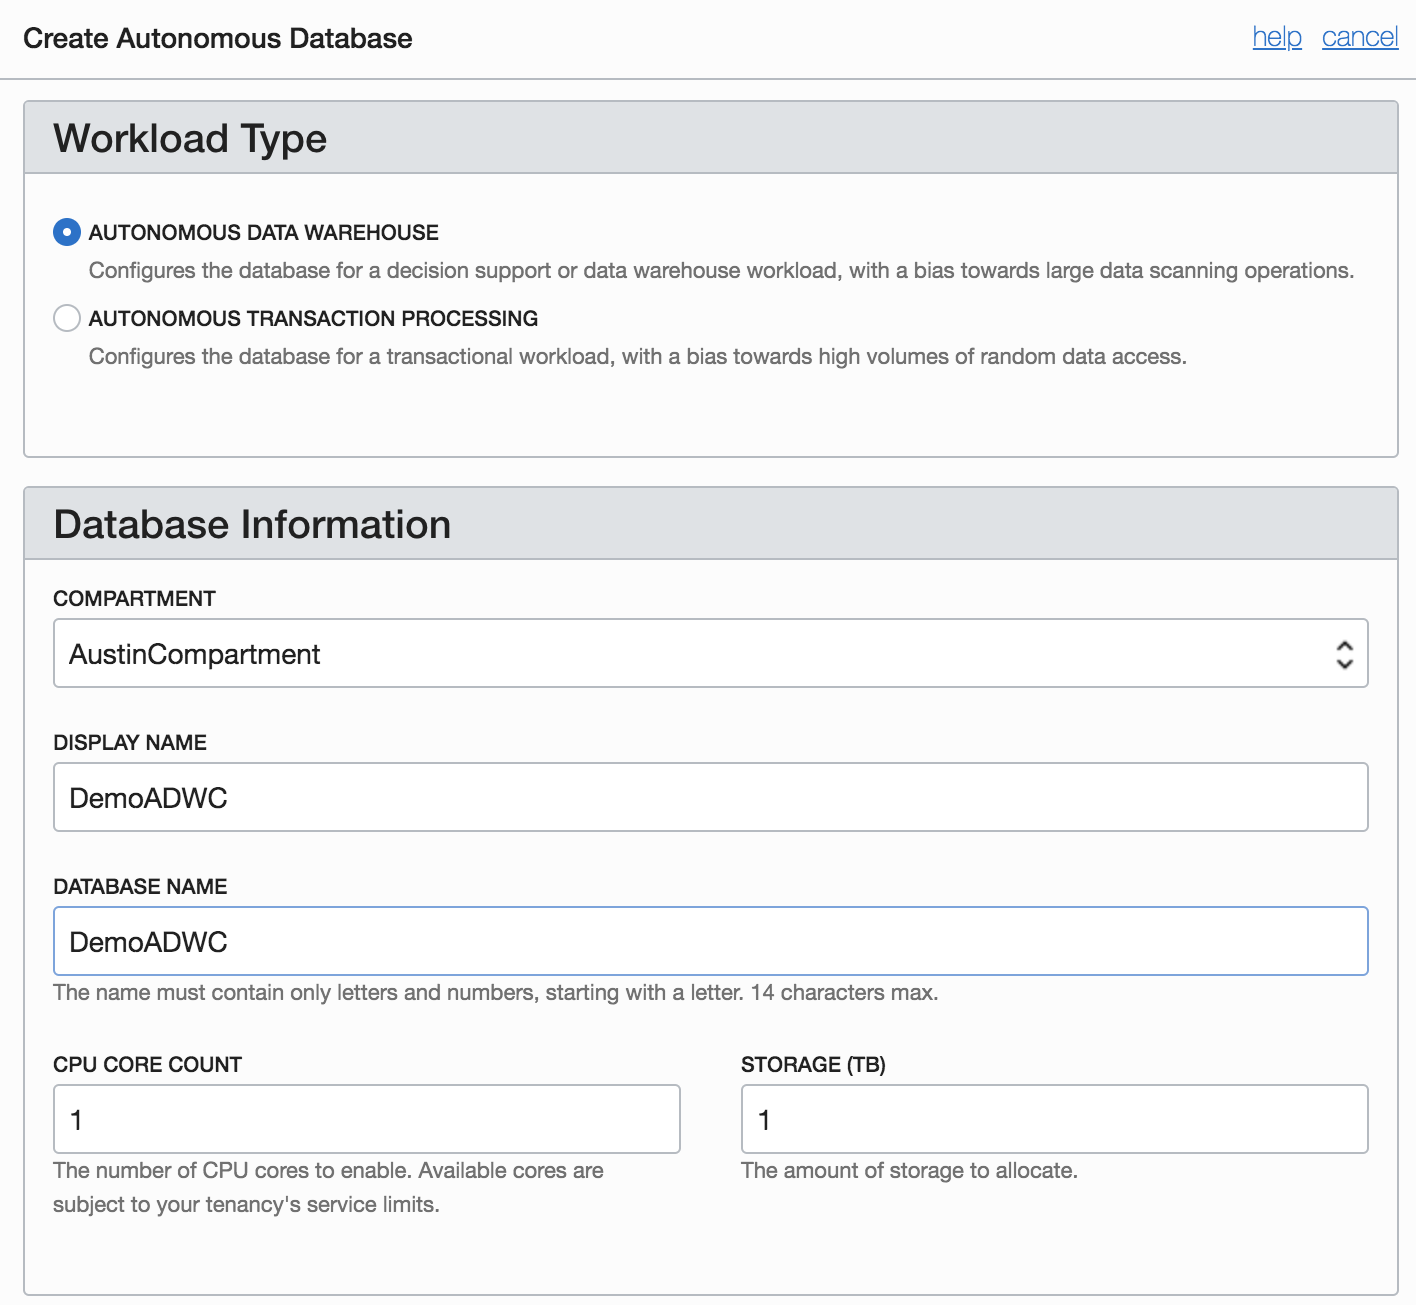 Create Autonomous Database
help cancel
Workload Type
AUTONOMOUS DATA WAREHOUSE
Configures the database for a decision support or data warehouse workload, with a bias towards large data scanning operations.
AUTONOMOUS TRANSACTION PROCESSING
Configures the database for a transactional workload, with a bias towards high volumes of random data access.
Database Information
COMPARTMENT
AustinCompartment
DISPLAY NAME
DemoADWC
DATABASE NAME
DemoADWC
The name must contain only letters and numbers, starting with a letter. 14 characters max.
CPU CORE COUNT
1
The number of CPU cores to enable. Available cores are
subject to your tenancy's service limits.
STORAGE (TB)
1
The amount of storage to allocate.